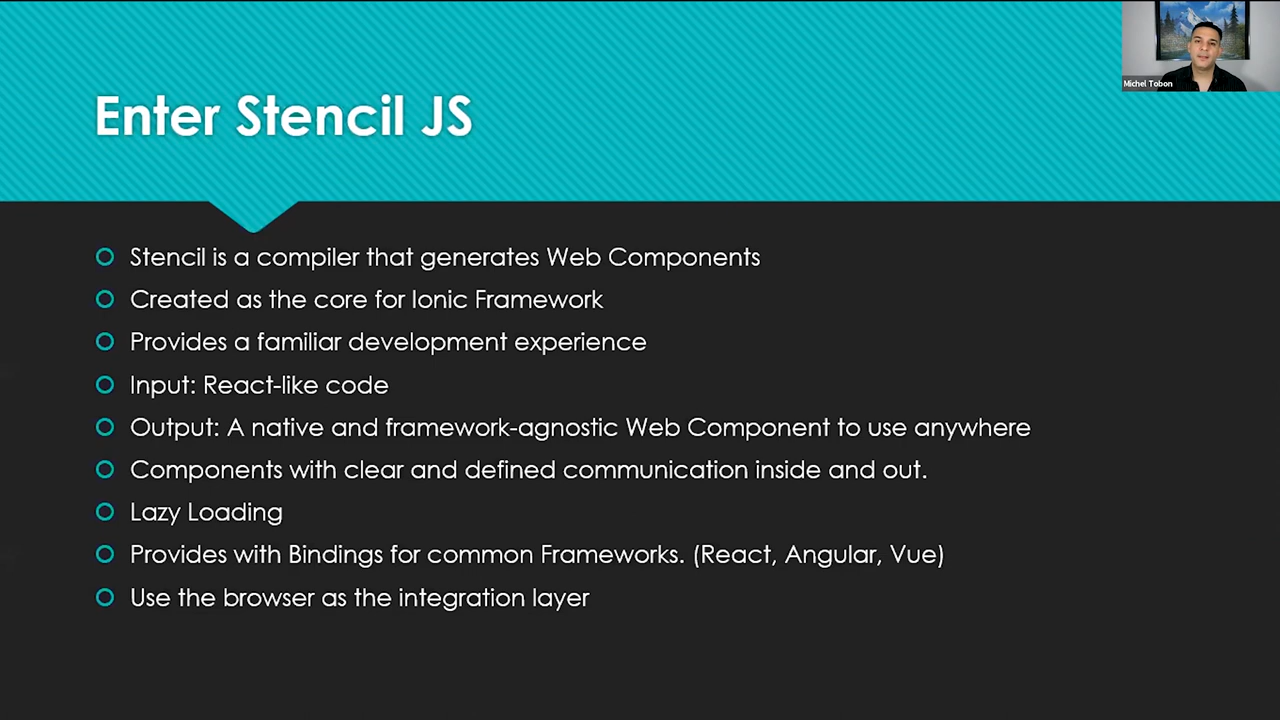 Michel Tobon
Enter Stencil JS
Stencil is a compiler that generates Web Components
Created as the core for Ionic Framework
Provides a familiar development experience
Input: React-like code
Output: A native and framework-agnostic Web Component to use anywhere
Components with clear and defined communication inside and out.
Lazy Loading
Provides with Bindings for common Frameworks. (React, Angular, Vue)
Use the browser as the integration layer